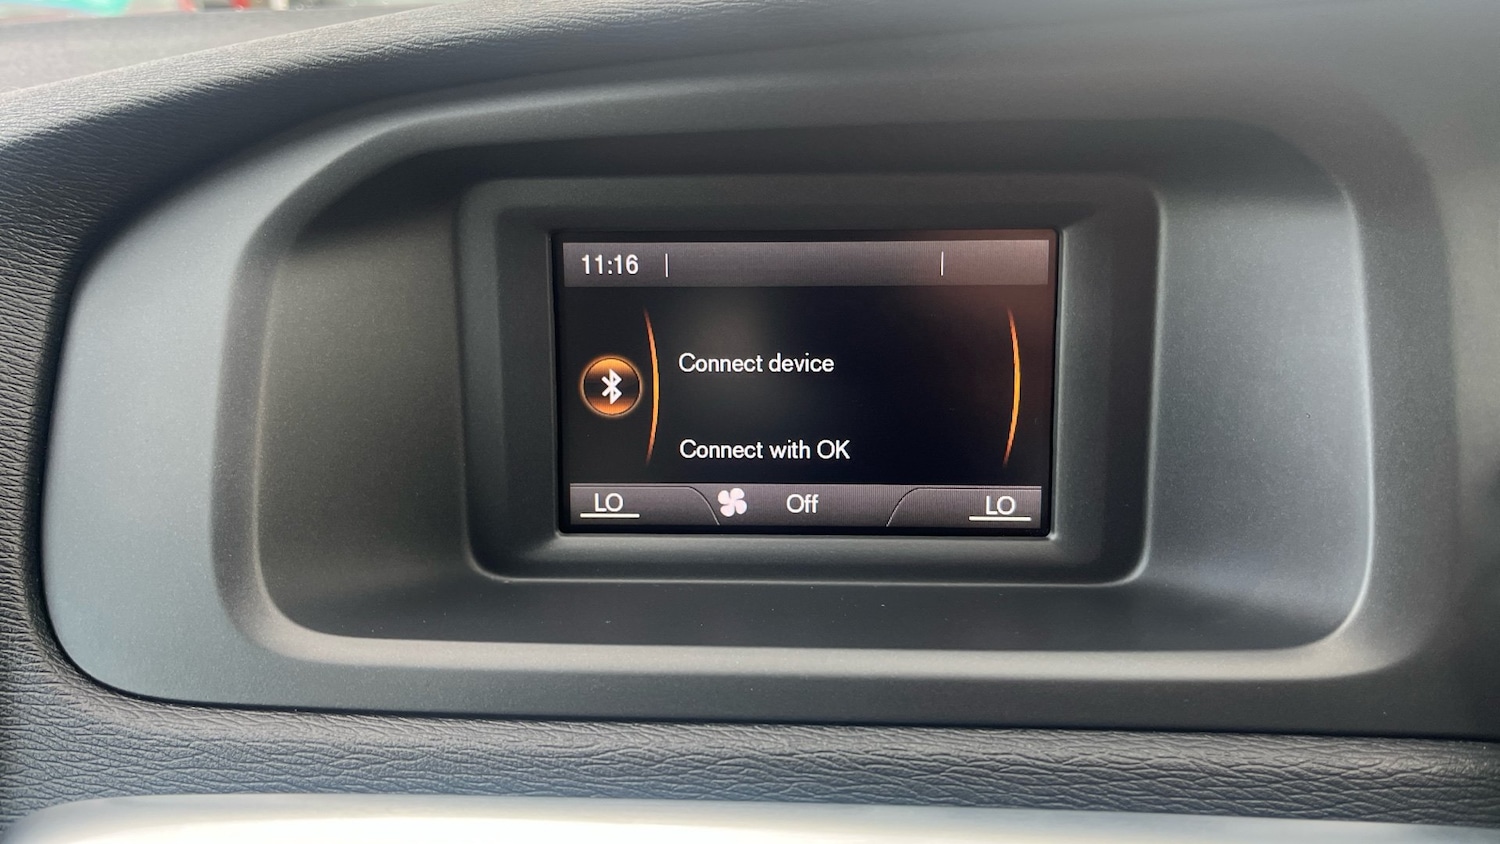 11:16
Connect device
Connect with OK
LO Off LO